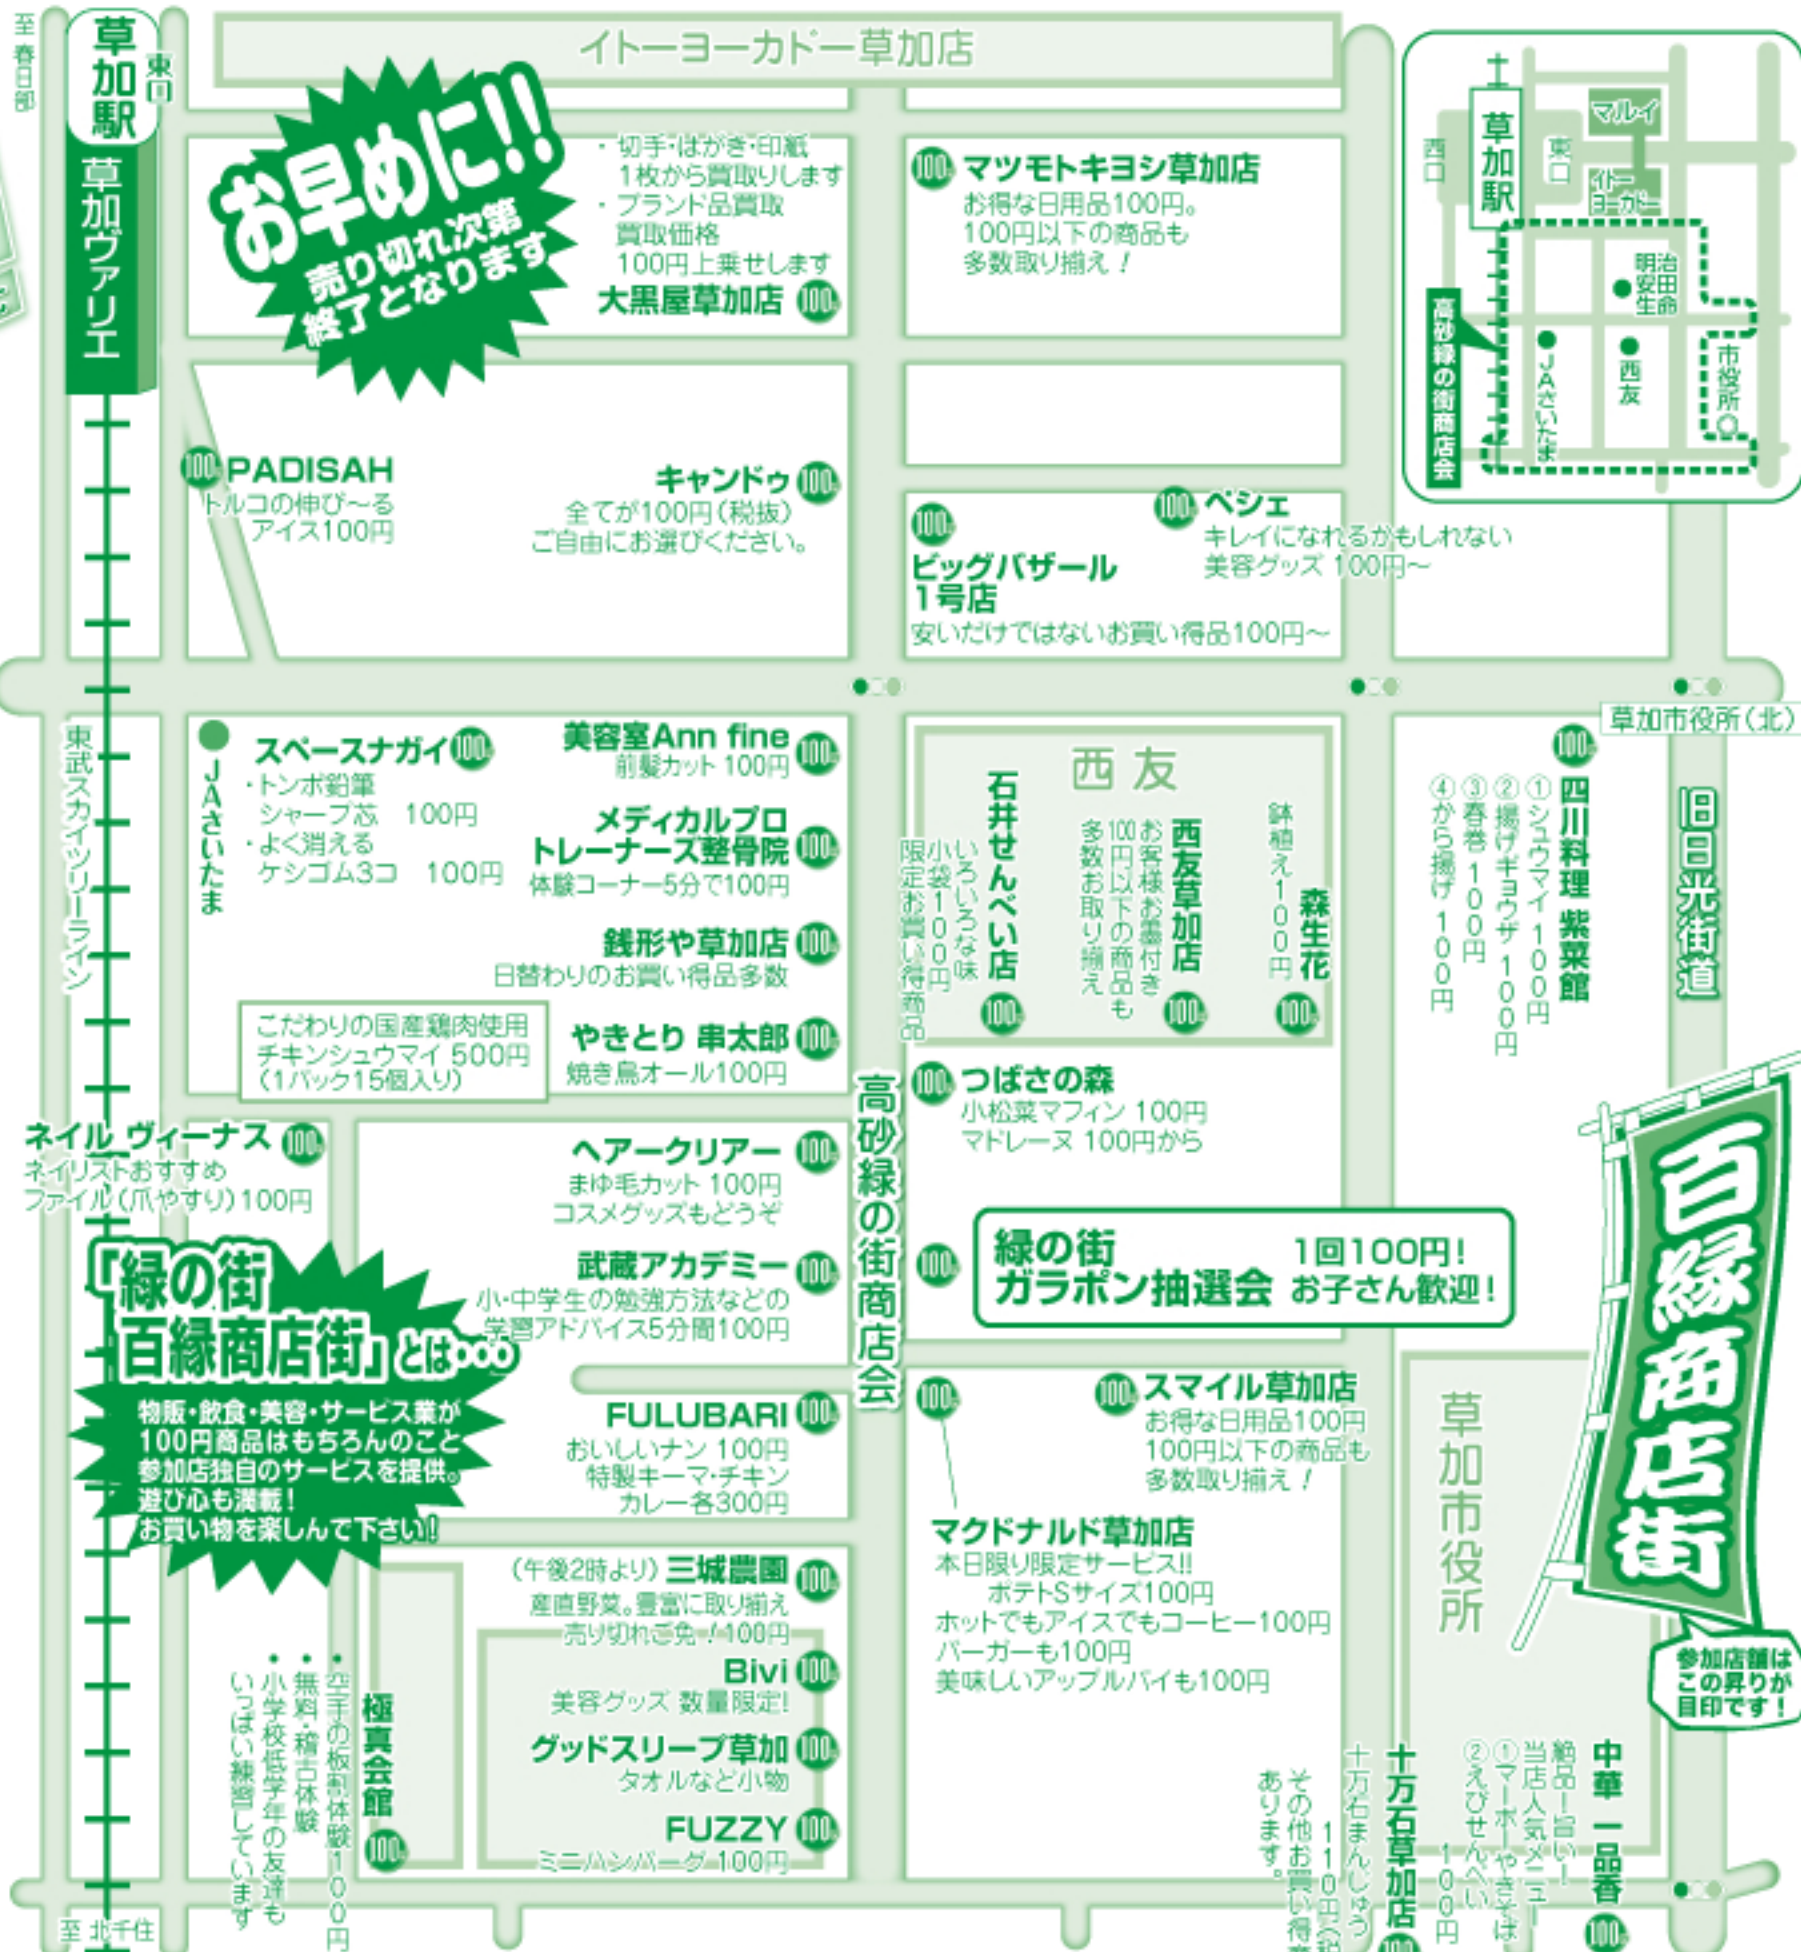 至 春日部
草加駅
東口
草加ヴァリエ
イトーヨーカドー草加店
お早めに!!
売り切れ次第
終了となります
・切手・はがき・印紙
1枚から買取りします
・ブランド品買取
買取価格
100円上乗せします
大黒屋草加店 100
100 マツモトキヨシ草加店
お得な日用品100円。
100円以下の商品も
多数取り揃え！
マルイ
草加駅
西口
東口
イトー
ヨーカドー
明治安田生命
高砂緑の街商店会
JAさいたま
西友
市役所
100 PADISAH
トルコの伸び〜る
アイス100円
キャンドゥ 100
全てが100円（税抜）
ご自由にお選びください。
100
ビッグバザール
1号店
安いだけではないお買い得品100円〜
100 ペシェ
キレイになれるかもしれない
美容グッズ 100円〜
草加市役所（北）
東武スカイツリーライン
JAさいたま
スペースナガイ 100
・トンボ鉛筆
シャープ芯 100円
・よく消える
ケシゴム3コ 100円
美容室Ann fine 100
前髪カット 100円
メディカルプロ
トレーナーズ整骨院 100
体験コーナー5分で100円
銭形や草加店 100
日替わりのお買い得品多数
こだわりの国産鶏肉使用
チキンシュウマイ 500円
（1パック15個入り）
やきとり 串太郎 100
焼き鳥オール100円
西友
石井せんべい店 100
いろいろな味
小袋100円
限定お買い得商品
西友草加店 100
お客様お墨付き
100円以下の商品も
多数お取り揃え
森生花 100
鉢植え100円
100
四川料理 紫菜館
①シュウマイ 100円
②揚げギョウザ 100円
③春巻 100円
④から揚げ 100円
旧日光街道
100 つばさの森
小松菜マフィン 100円
マドレーヌ 100円から
高砂緑の街商店会
ネイル ヴィーナス 100
ネイリストおすすめ
ファイル（爪やすり）100円
ヘアークリアー 100
まゆ毛カット 100円
コスメグッズもどうぞ
武蔵アカデミー 100
小・中学生の勉強方法などの
学習アドバイス5分間100円
100
緑の街
ガラポン抽選会
1回100円！
お子さん歓迎！
百縁商店街
参加店舗は
この昇りが
目印です！
「緑の街
百縁商店街」とは…
物販・飲食・美容・サービス業が
100円商品はもちろんのこと
参加店独自のサービスを提供。
遊び心も満載！
お買い物を楽しんで下さい！
FULUBARI 100
おいしいナン 100円
特製キーマ・チキン
カレー各300円
100 スマイル草加店
お得な日用品100円
100円以下の商品も
多数取り揃え！
100
マクドナルド草加店
本日限り限定サービス!!
ポテトSサイズ100円
ホットでもアイスでもコーヒー100円
バーガーも100円
美味しいアップルパイも100円
草加市役所
（午後2時より）三城農園 100
産直野菜。豊富に取り揃え
売り切れご免！100円
Bivi 100
美容グッズ 数量限定！
グッドスリープ草加 100
タオルなど小物
FUZZY 100
ミニハンバーグ 100円
極真会館 100
・空手の板割体験100円
・無料・稽古体験
・小学校低学年の友達も
いっぱい練習しています
十万石草加店 100
十万石まんじゅう
110円（税
その他お買い得商
あります。
中華 一品香 100
絶品！旨い！
当店人気メニュー
①マーボーやきそば
②えびせんべい
100円
至 北千住